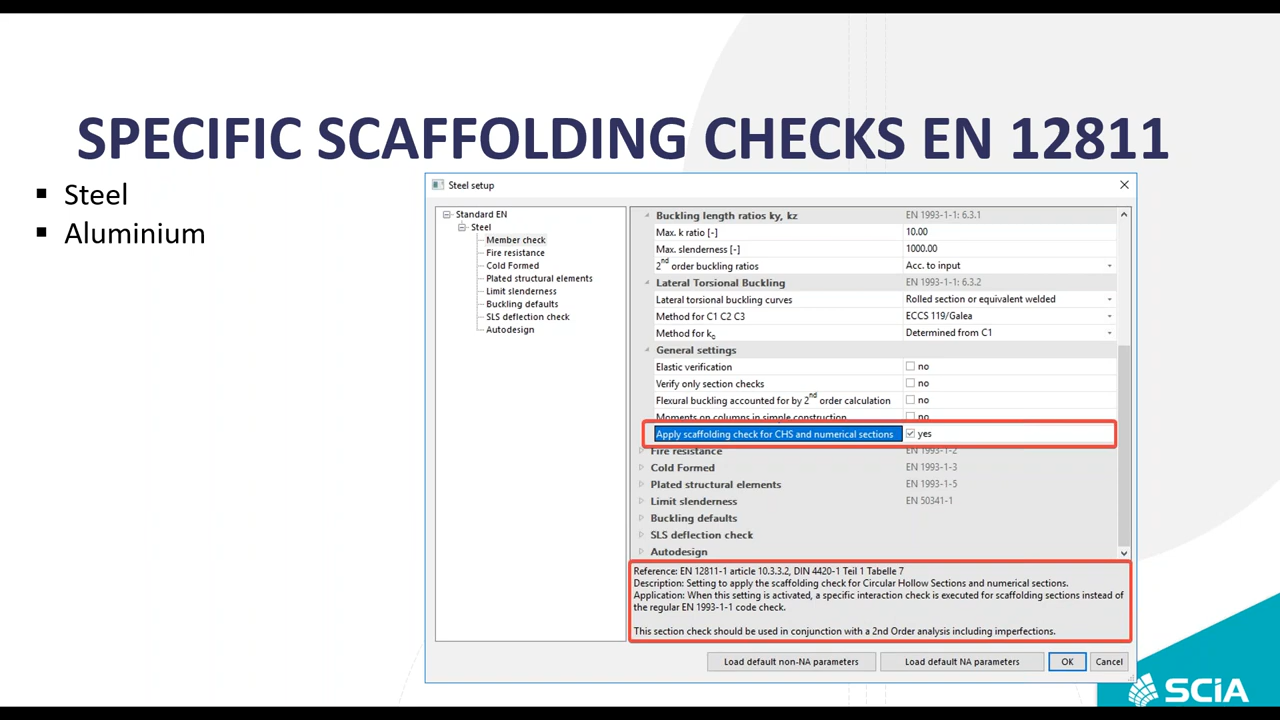 SPECIFIC SCAFFOLDING CHECKS EN 12811
▪ Steel
▪ Aluminium
Steel setup
Standard EN
Steel
Member check
Fire resistance
Cold Formed
Plated structural elements
Limit slenderness
Buckling defaults
SLS deflection check
Autodesign
Buckling length ratios ky, kz EN 1993-1-1: 6.3.1
Max. k ratio [-] 10.00
Max. slenderness [-] 1000.00
2nd order buckling ratios Acc. to input
Lateral Torsional Buckling EN 1993-1-1: 6.3.2
Lateral torsional buckling curves Rolled section or equivalent welded
Method for C1 C2 C3 ECCS 119/Galea
Method for kc Determined from C1
General settings
Elastic verification no
Verify only section checks no
Flexural buckling accounted for by 2nd order calculation no
Moments on columns in simple construction no
Apply scaffolding check for CHS and numerical sections yes
Fire resistance EN 1993-1-2
Cold Formed EN 1993-1-3
Plated structural elements EN 1993-1-5
Limit slenderness EN 50341-1
Buckling defaults
SLS deflection check
Autodesign
Reference: EN 12811-1 article 10.3.3.2, DIN 4420-1 Teil 1 Tabelle 7
Description: Setting to apply the scaffolding check for Circular Hollow Sections and numerical sections.
Application: When this setting is activated, a specific interaction check is executed for scaffolding sections instead of
the regular EN 1993-1-1 code check.
This section check should be used in conjunction with a 2nd Order analysis including imperfections.
Load default non-NA parameters Load default NA parameters OK Cancel
SCIA